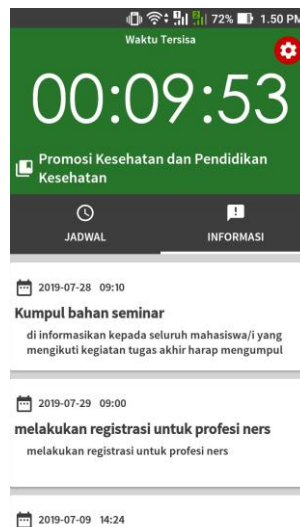 72% 1.50 PM
Waktu Tersisa
00:09:53
Promosi Kesehatan dan Pendidikan
Kesehatan
JADWAL INFORMASI
2019-07-28 09:10
Kumpul bahan seminar
di informasikan kepada seluruh mahasiswa/i yang
mengikuti kegiatan tugas akhir harap mengumpul
2019-07-29 09:00
melakukan registrasi untuk profesi ners
melakukan registrasi untuk profesi ners
2019-07-09 14:24